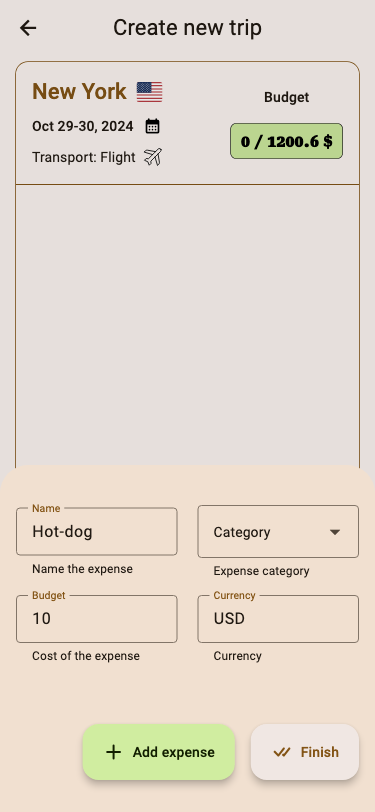 Create new trip
New York
Budget
Oct 29-30, 2024
0 / 1200.6 $
Transport: Flight
Name
Hot-dog
Category
Name the expense
Expense category
Budget
Currency
10
USD
Cost of the expense
Currency
Add expense
Finish